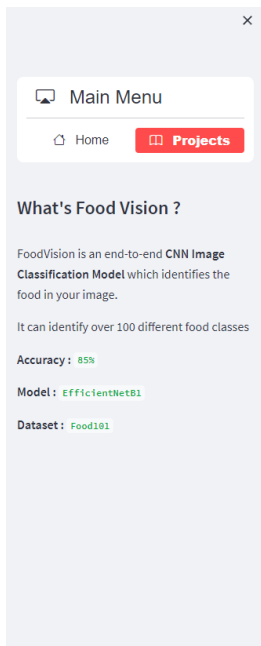 Main Menu
Home
Projects
What's Food Vision ?
FoodVision is an end-to-end CNN Image
Classification Model which identifies the
food in your image.
It can identify over 100 different food classes
Accuracy : 85%
Model : EfficientNetB1
Dataset : Food101